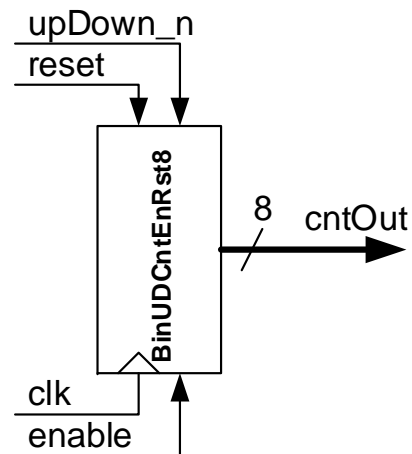 upDown_n
reset
BinUDCntEnRst8
8
cntOut
clk
enable